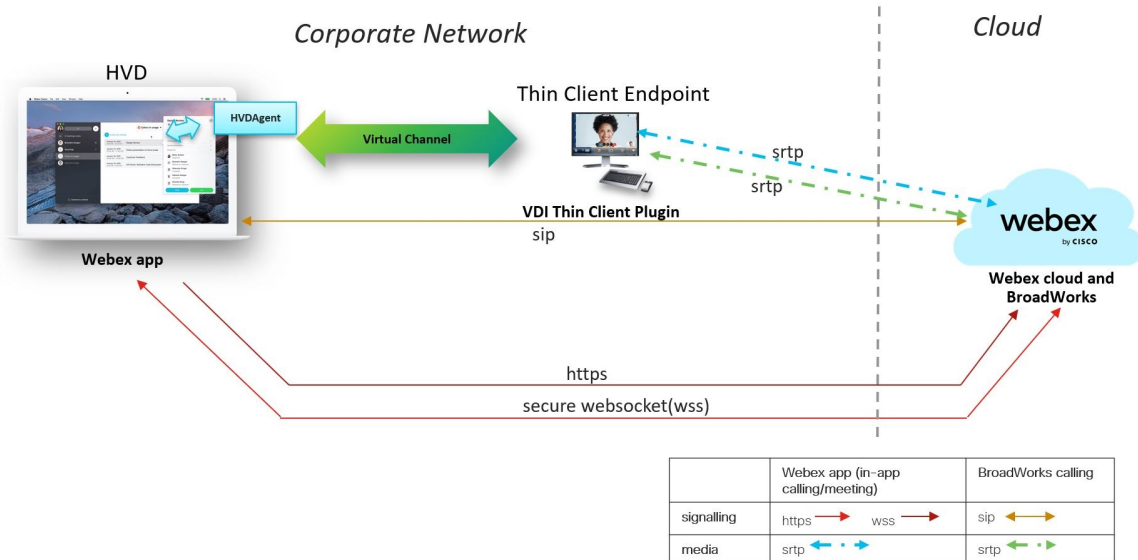 Corporate Network
Cloud
HVD
Thin Client Endpoint
HVDAgent
Virtual Channel
srtp
srtp
VDI Thin Client Plugin
sip
webex
by CISCO
Webex app
Webex cloud and
BroadWorks
https
secure websocket(wss)
Webex app (in-app
calling/meeting)
BroadWorks calling
signalling
https
wss
sip
media
srtp
srtp